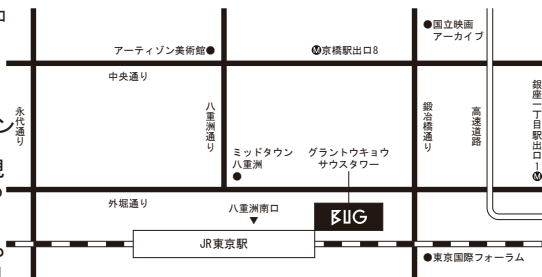 ●国立映画
アーカイブ
アーティゾン美術館●
Ⓜ京橋駅出口8
中央通り
永代通り
八重洲通り
鍛冶橋通り
高速道路
銀座一丁目駅出口1Ⓜ
ミッドタウン
八重洲
●
グラントウキョウ
サウスタワー
外堀通り
八重洲南口
▼
BUG
JR東京駅
●東京国際フォーラム